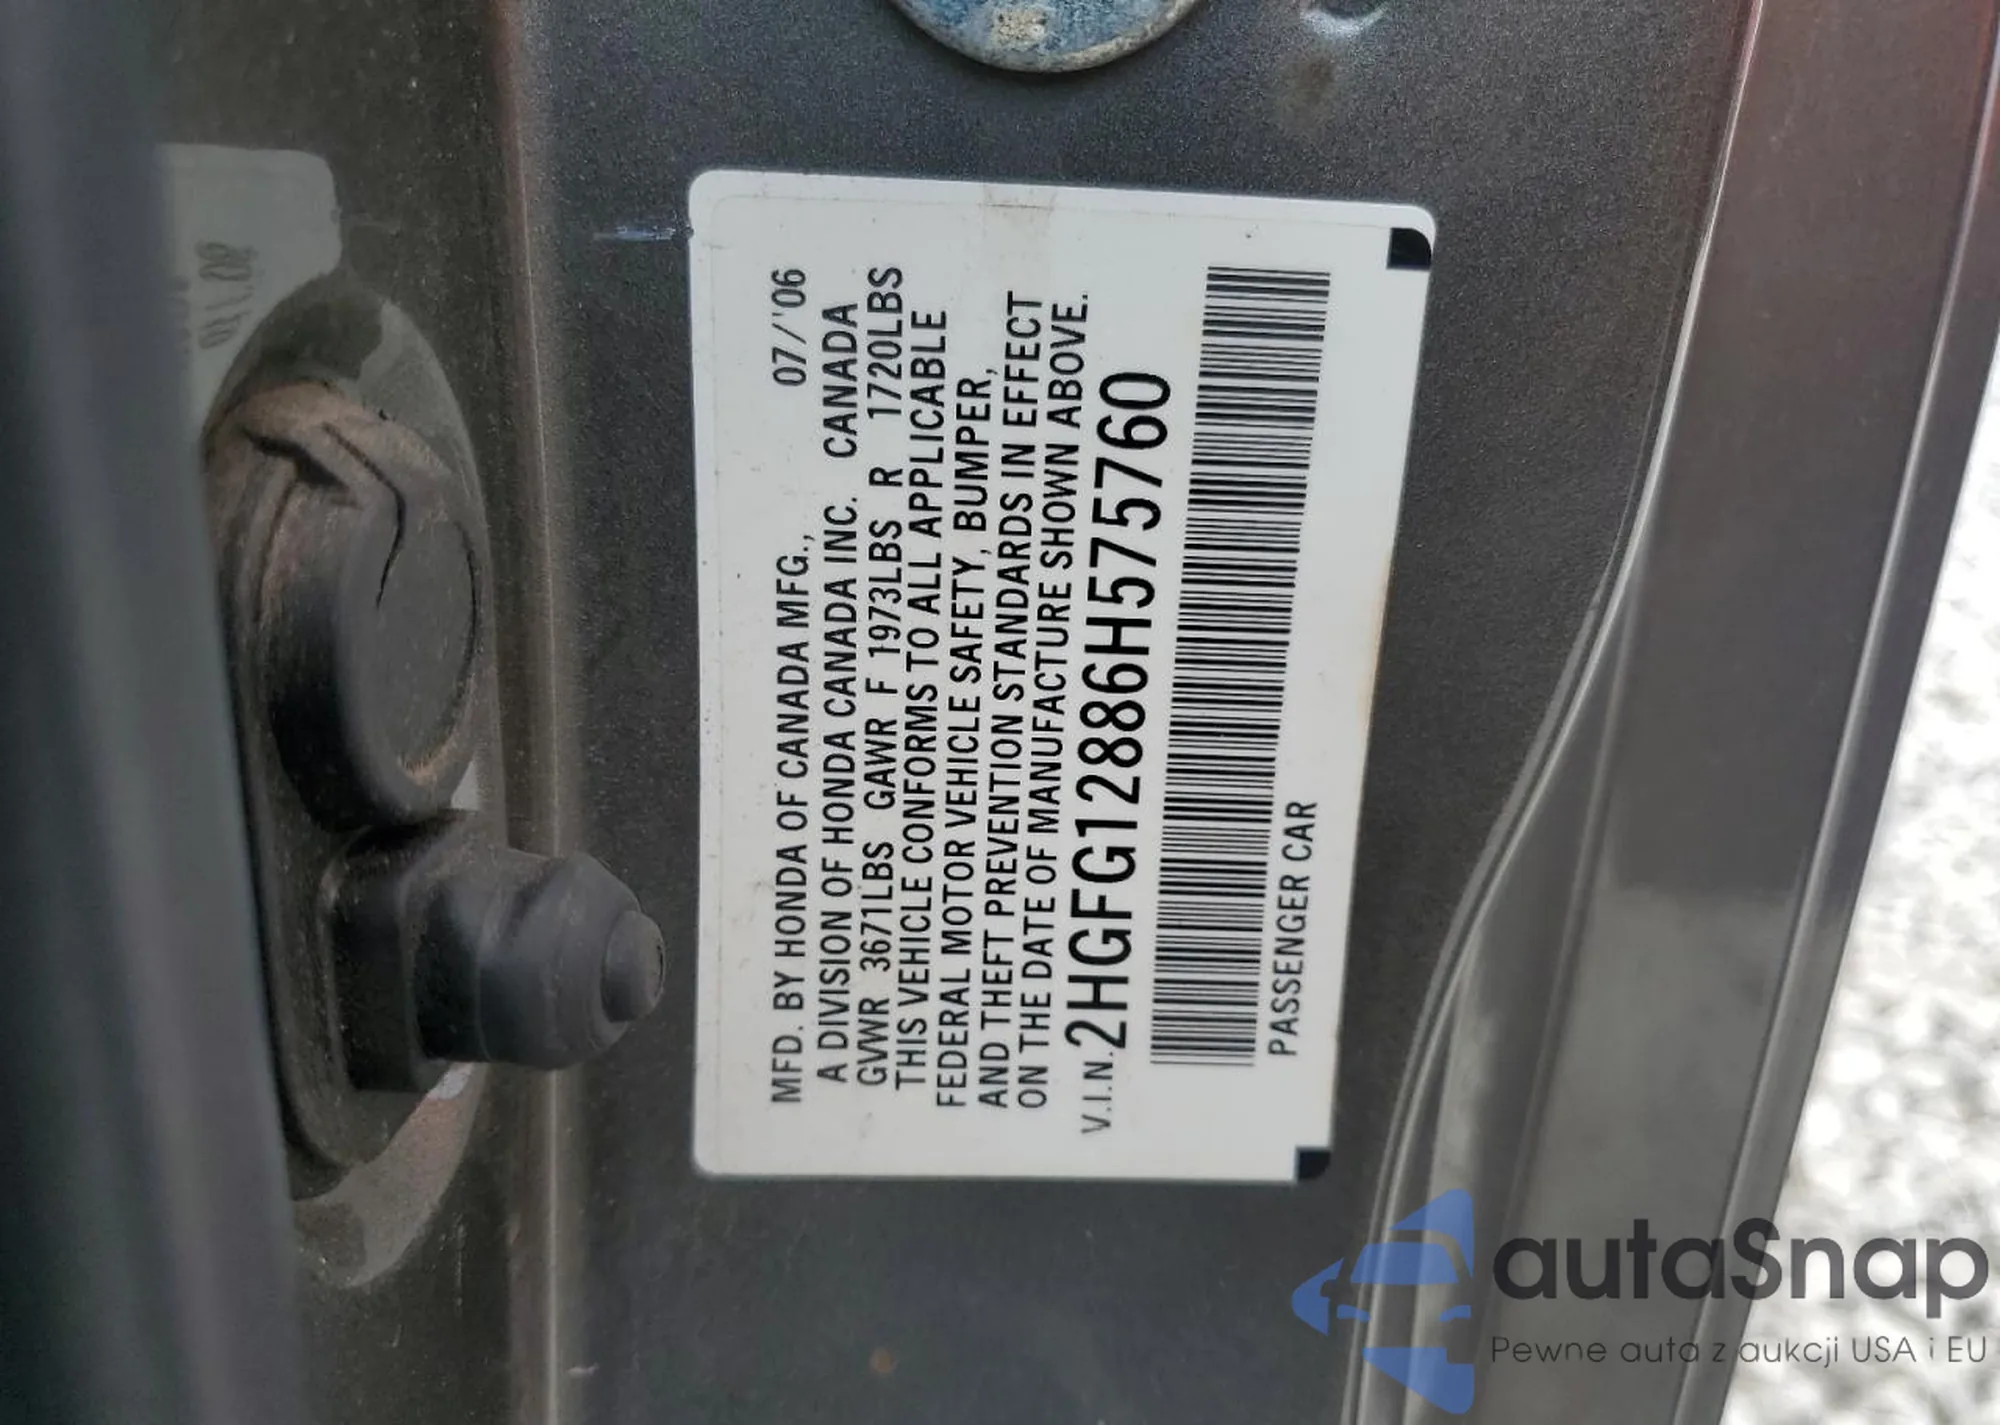 MFD. BY HONDA OF CANADA MFG., 07/'06
A DIVISION OF HONDA CANADA INC. CANADA
GVWR 3671LBS GAWR F 1973LBS R 1720LBS
THIS VEHICLE CONFORMS TO ALL APPLICABLE
FEDERAL MOTOR VEHICLE SAFETY, BUMPER,
AND THEFT PREVENTION STANDARDS IN EFFECT
ON THE DATE OF MANUFACTURE SHOWN ABOVE.
V.I.N. 2HGFG12886H575760
PASSENGER CAR
autaSnap
Pewne auta z aukcji USA i EU